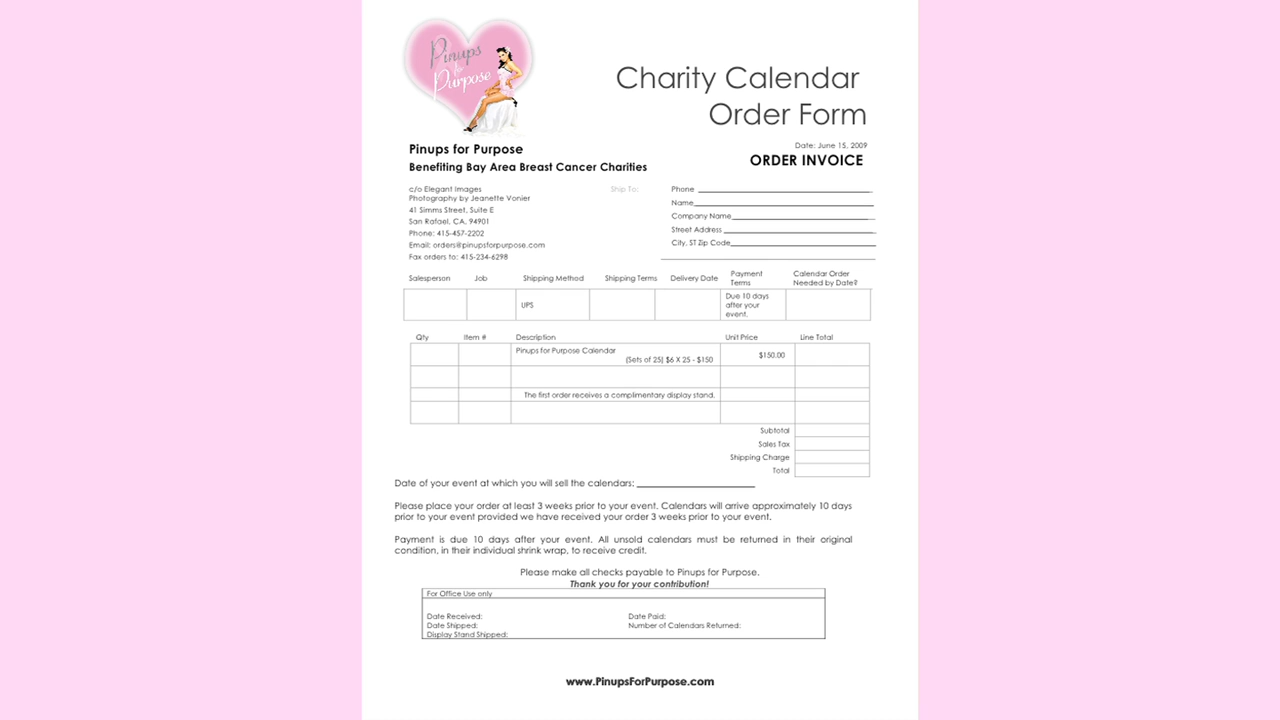 Pinups
for
Purpose
Charity Calendar
Order Form
Pinups for Purpose
Benefiting Bay Area Breast Cancer Charities
Date: June 15, 2009
ORDER INVOICE
c/o Elegant Images
Photography by Jeanette Vonier
41 Simms Street, Suite E
San Rafael, CA, 94901
Phone: 415-457-2202
Email: orders@pinupsforpurpose.com
Fax orders to: 415-234-6298
Ship To:
Phone
Name
Company Name
Street Address
City, ST Zip Code
Salesperson Job Shipping Method Shipping Terms Delivery Date Payment Terms Calendar Order Needed by Date?
UPS Due 10 days after your event.
Qty Item # Description Unit Price Line Total
Pinups for Purpose Calendar
(Sets of 25) $6 X 25 - $150 $150.00
The first order receives a complimentary display stand.
Subtotal
Sales Tax
Shipping Charge
Total
Date of your event at which you will sell the calendars:
Please place your order at least 3 weeks prior to your event. Calendars will arrive approximately 10 days
prior to your event provided we have received your order 3 weeks prior to your event.
Payment is due 10 days after your event. All unsold calendars must be returned in their original
condition, in their individual shrink wrap, to receive credit.
Please make all checks payable to Pinups for Purpose.
Thank you for your contribution!
For Office Use only
Date Received: Date Paid:
Date Shipped: Number of Calendars Returned:
Display Stand Shipped:
www.PinupsForPurpose.com